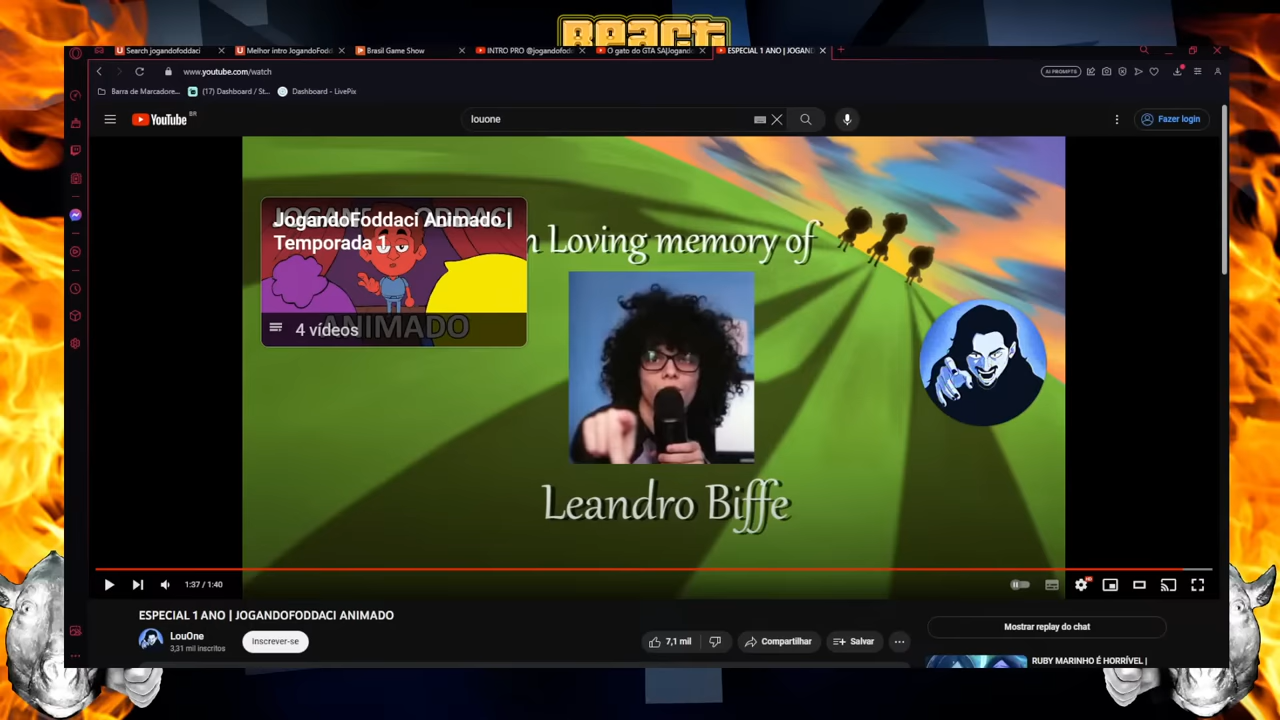 React
Search jogandofoddaci
Melhor intro JogandoFodd
Brasil Game Show
INTRO PRO @jogandofod
O gato do GTA SA|Jogand
ESPECIAL 1 ANO | JOGAN
www.youtube.com/watch
AI PROMPTS
Barra de Marcadore...
(17) Dashboard / St...
Dashboard - LivePix
YouTube BR
louone
Fazer login
JogandoFoddaci Animado |
Temporada 1
4 vídeos
ANIMADO
n Loving memory of
Leandro Biffe
1:37 / 1:40
ESPECIAL 1 ANO | JOGANDOFODDACI ANIMADO
LouOne
3,31 mil inscritos
Inscrever-se
7,1 mil
Compartilhar
Salvar
Mostrar replay do chat
RUBY MARINHO É HORRÍVEL |